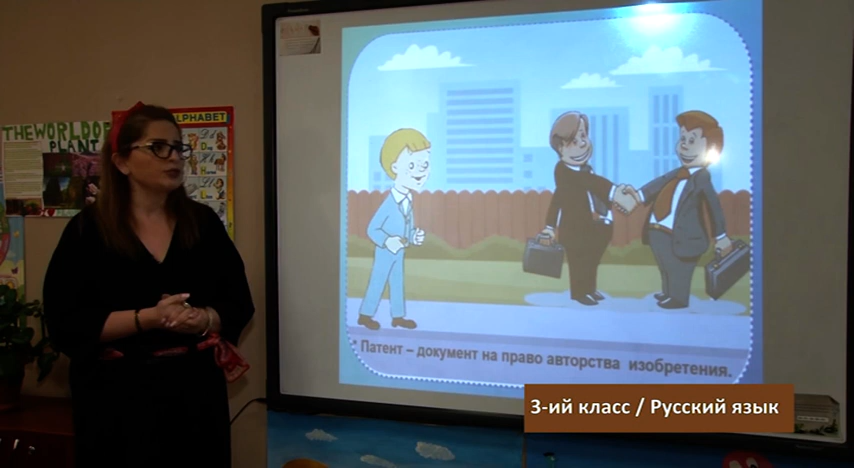 THE WORLD OF
PLANT
ALPHABET
* Патент – документ на право авторства изобретения.
3-ий класс / Русский язык